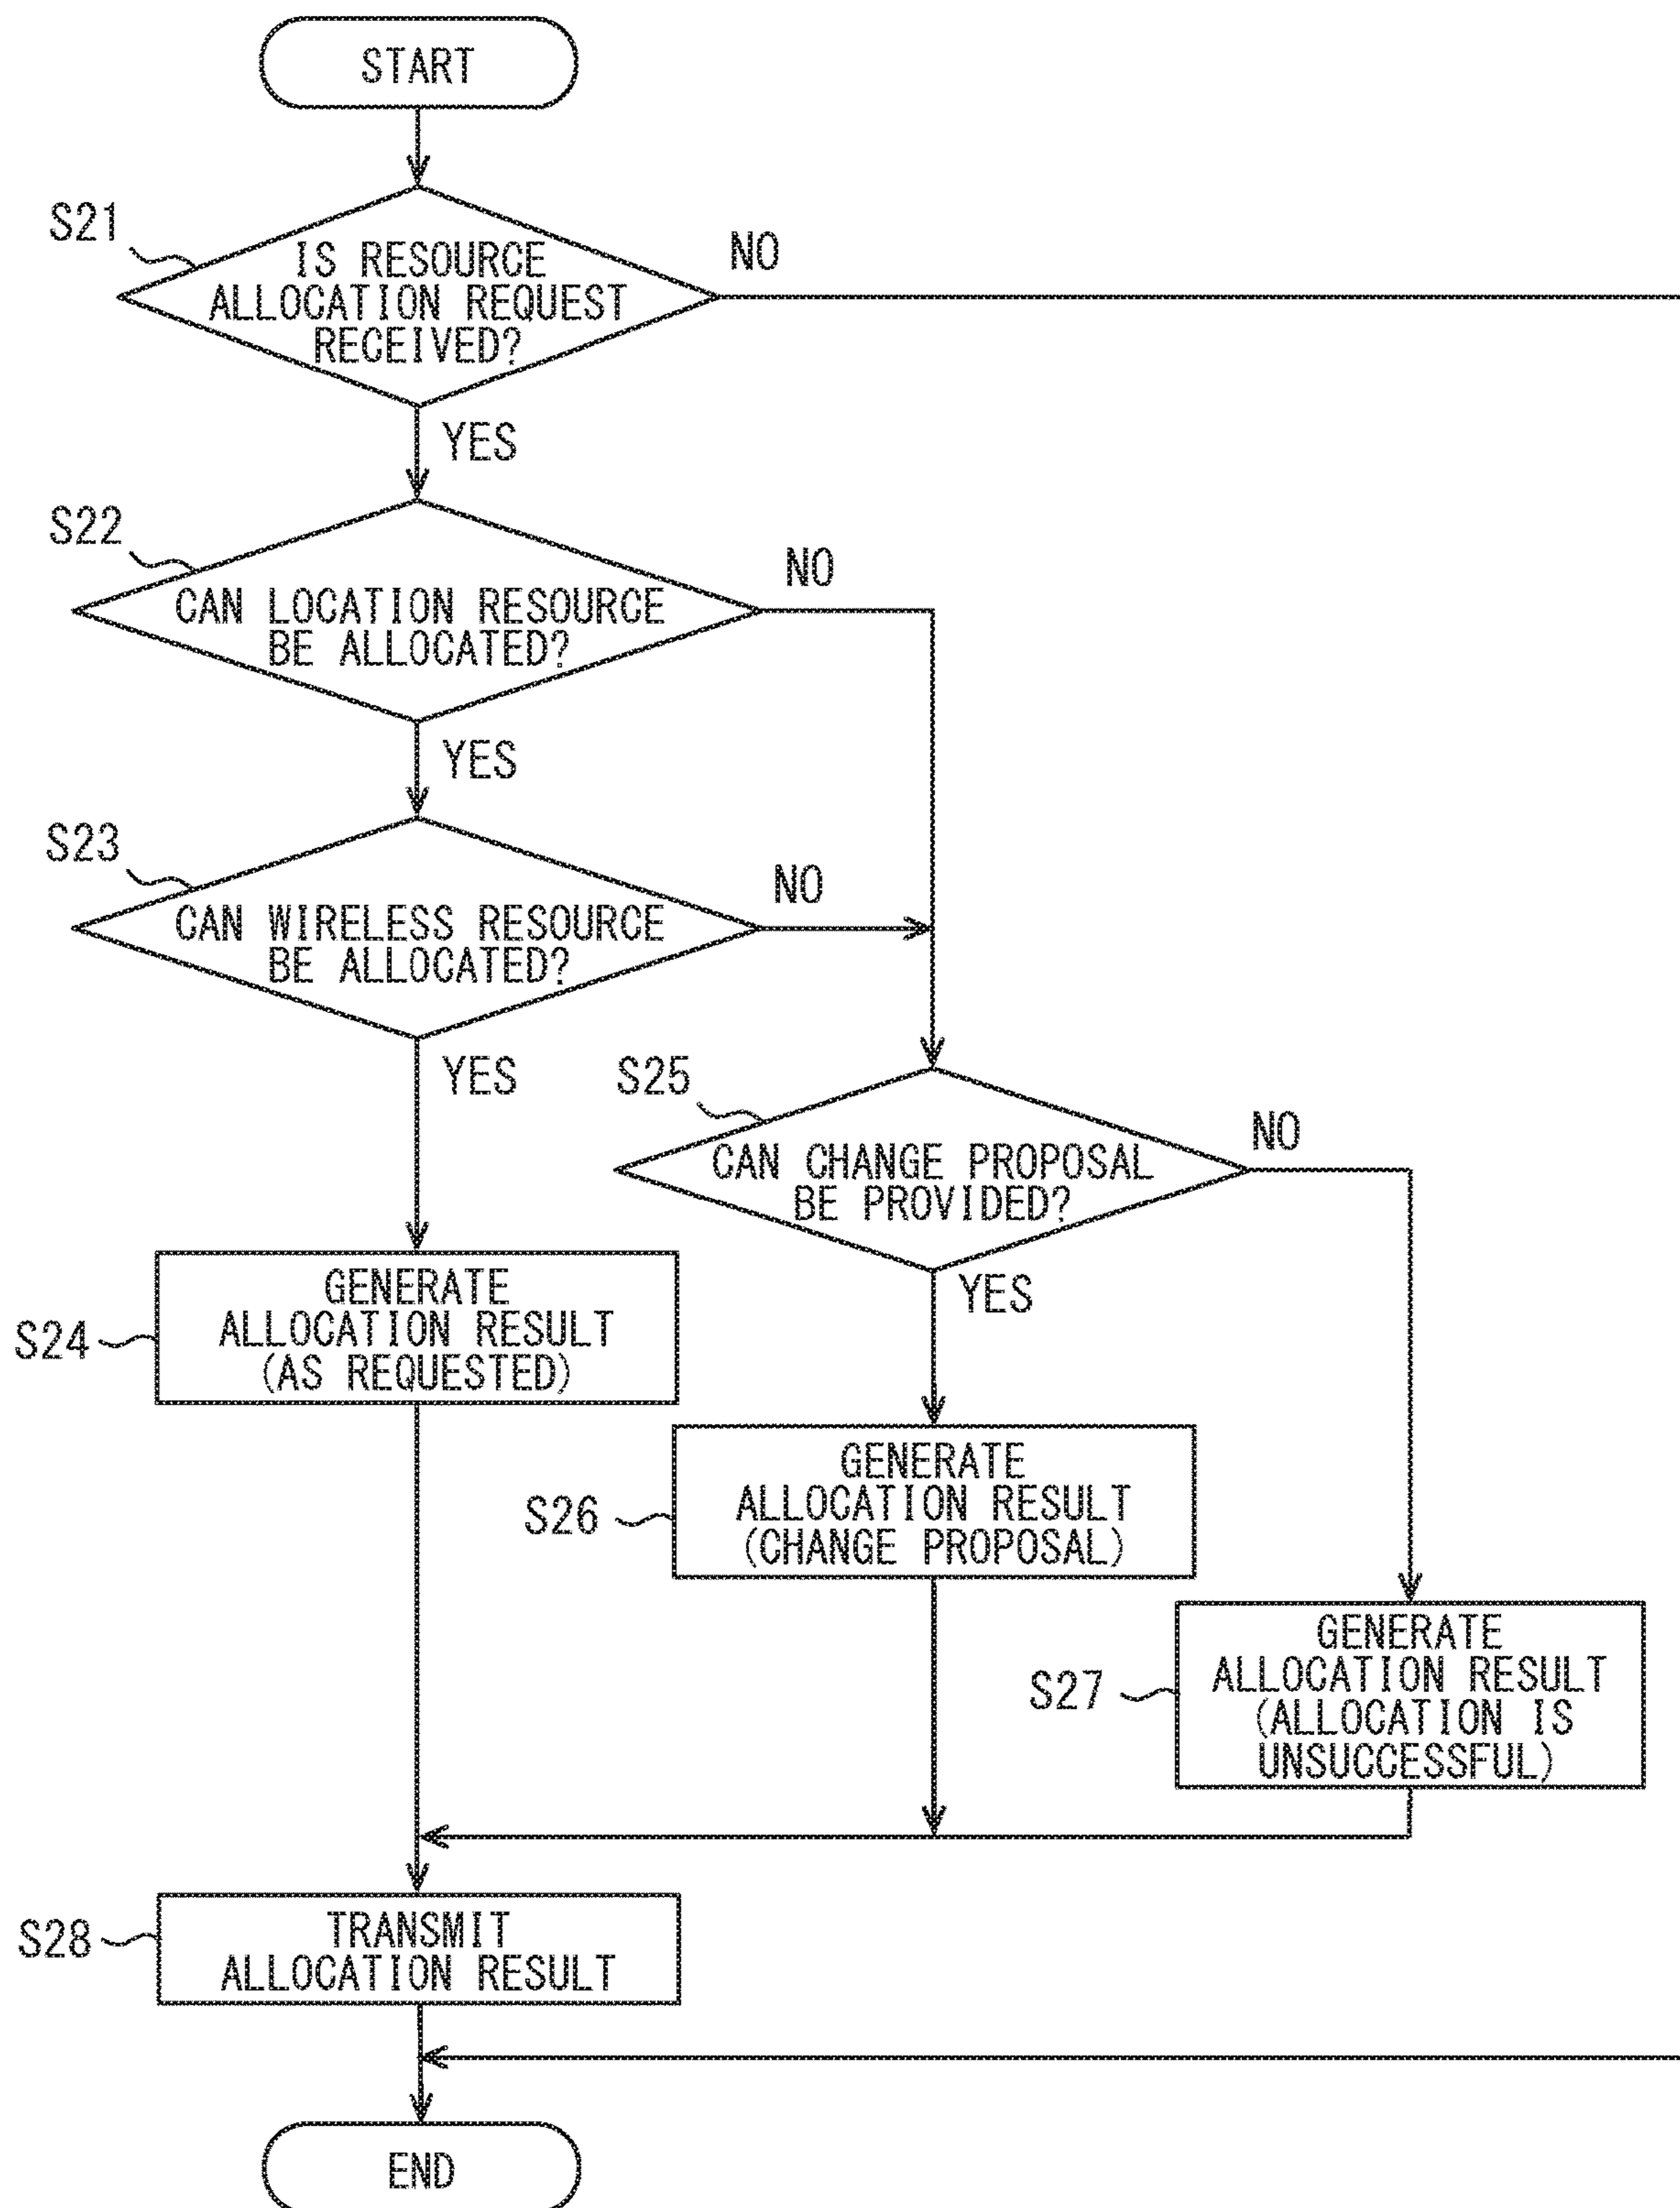 START
S21
IS RESOURCE
ALLOCATION REQUEST
RECEIVED?
NO
YES
S22
CAN LOCATION RESOURCE
BE ALLOCATED?
NO
YES
S23
CAN WIRELESS RESOURCE
BE ALLOCATED?
NO
YES
S25
CAN CHANGE PROPOSAL
BE PROVIDED?
NO
YES
S24
GENERATE
ALLOCATION RESULT
(AS REQUESTED)
S26
GENERATE
ALLOCATION RESULT
(CHANGE PROPOSAL)
S27
GENERATE
ALLOCATION RESULT
(ALLOCATION IS
UNSUCCESSFUL)
S28
TRANSMIT
ALLOCATION RESULT
END